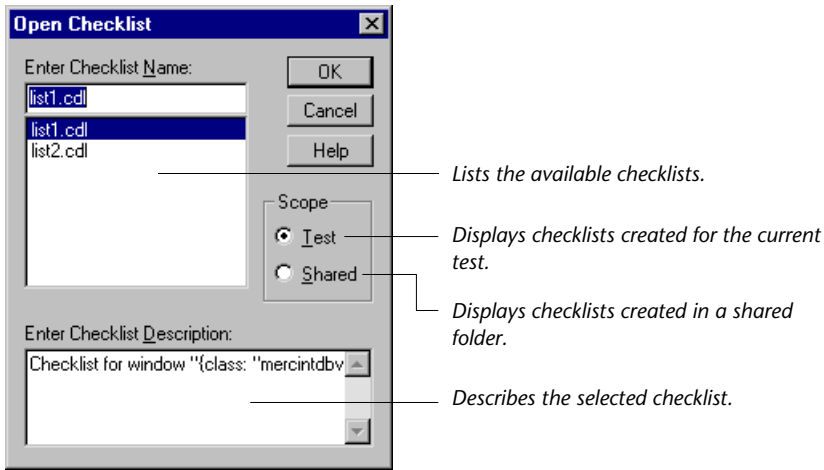 Open Checklist
Enter Checklist Name:
list1.cdl
list1.cdl
list2.cdl
OK
Cancel
Help
Lists the available checklists.
Scope
Test
Shared
Displays checklists created for the current
test.
Displays checklists created in a shared
folder.
Enter Checklist Description:
Checklist for window "{class: "mercintdbv
Describes the selected checklist.